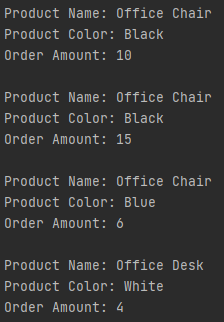 Product Name: Office Chair
Product Color: Black
Order Amount: 10
Product Name: Office Chair
Product Color: Black
Order Amount: 15
Product Name: Office Chair
Product Color: Blue
Order Amount: 6
Product Name: Office Desk
Product Color: White
Order Amount: 4